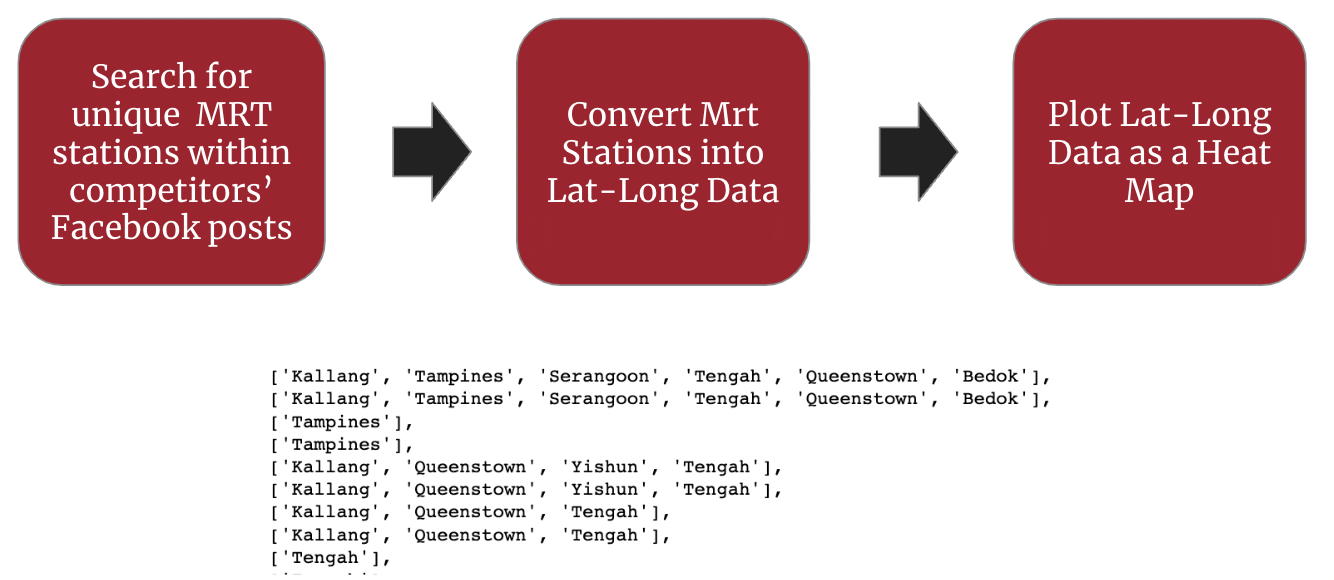 Search for
unique MRT
stations within
competitors’
Facebook posts
Convert Mrt
Stations into
Lat-Long Data
Plot Lat-Long
Data as a Heat
Map
['Kallang', 'Tampines', 'Serangoon', 'Tengah', 'Queenstown', 'Bedok'],
['Kallang', 'Tampines', 'Serangoon', 'Tengah', 'Queenstown', 'Bedok'],
['Tampines'],
['Tampines'],
['Kallang', 'Queenstown', 'Yishun', 'Tengah'],
['Kallang', 'Queenstown', 'Yishun', 'Tengah'],
['Kallang', 'Queenstown', 'Tengah'],
['Kallang', 'Queenstown', 'Tengah'],
['Tengah'],